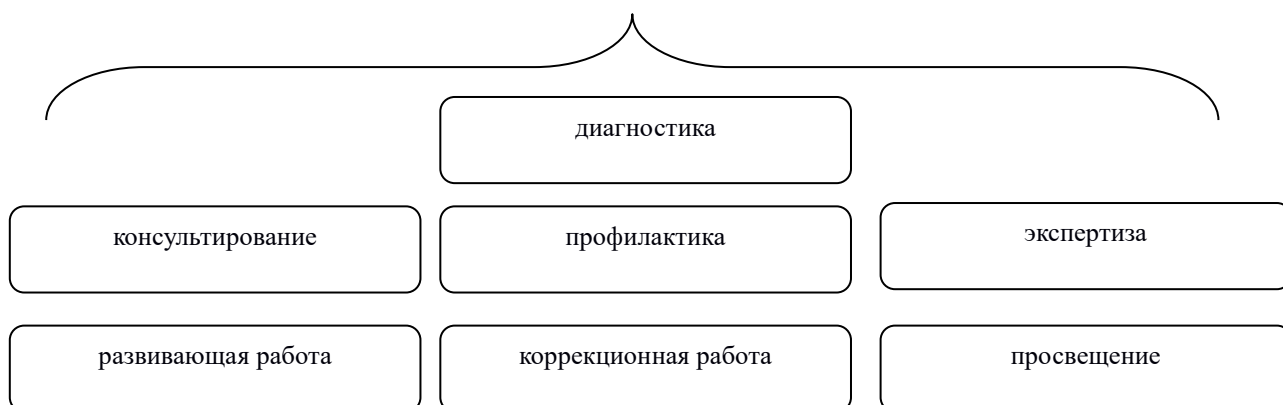 диагностика
консультирование
профилактика
экспертиза
развивающая работа
коррекционная работа
просвещение